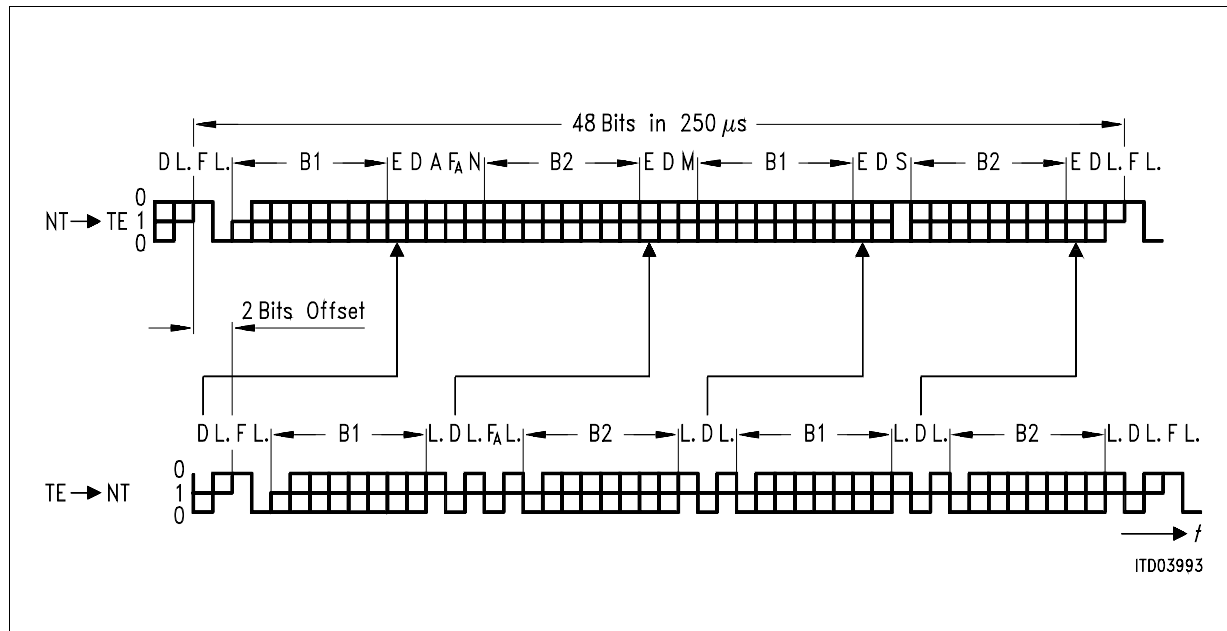 48 Bits in 250 μs
D L. F L. B1 E D A FA N B2 E D M B1 E D S B2 E D L. F L.
0
NT → TE 1
0
2 Bits Offset
D L. F L. B1 L. D L. FA L. B2 L. D L. B1 L. D L. B2 L. D L. F L.
0
TE → NT 1
0
t
ITD03993